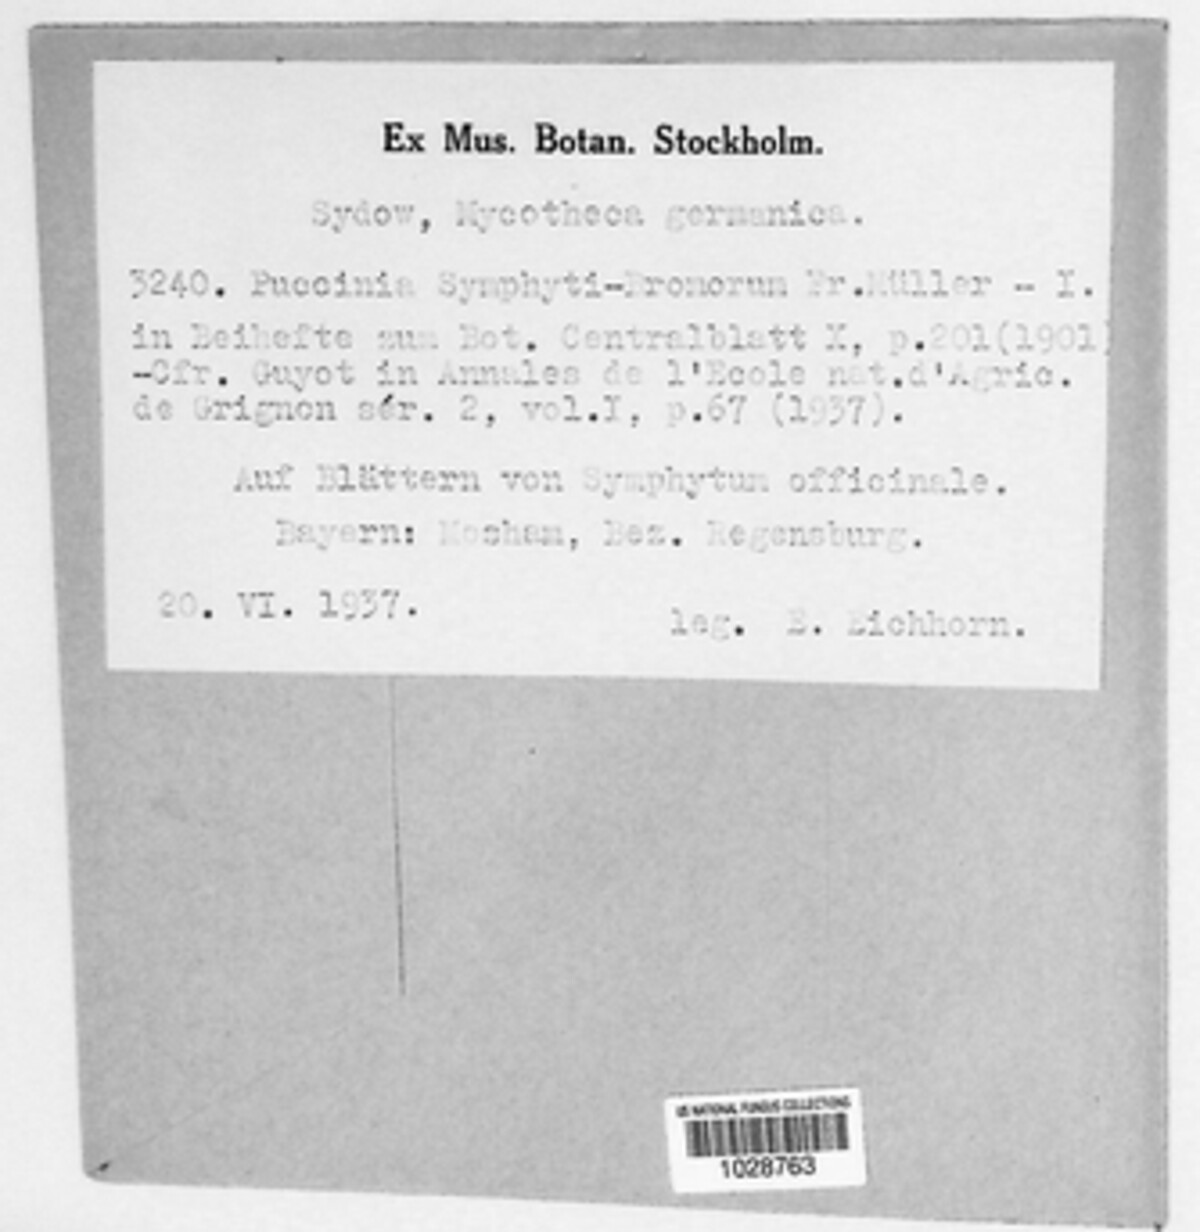 Ex Mus. Botan. Stockholm.
Sydow, Mycotheca germanica.
3240. Puccinia Symphyti-Bromorum Fr.Müller - I.
in Beihefte zum Bot. Centralblatt X, p.201(1901)
-Cfr. Guyot in Annales de l'Ecole nat.d'Agric.
de Grignon sér. 2, vol.I, p.67 (1937).
Auf Blättern von Symphytum officinale.
Bayern: Mosham, Bez. Regensburg.
20. VI. 1937.
leg. E. Eichhorn.
US NATIONAL FUNGUS COLLECTIONS
1028763